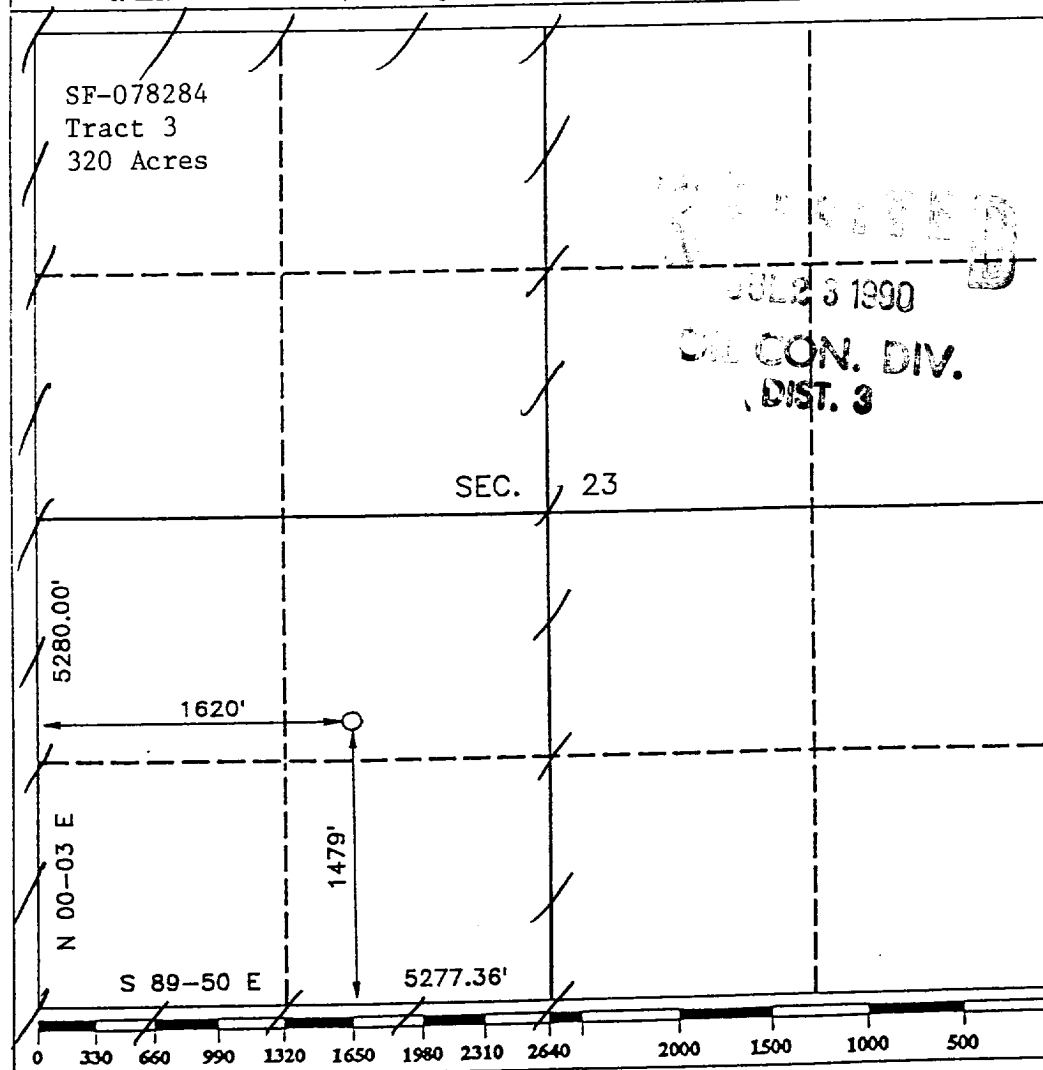 SF-078284
Tract 3
320 Acres
JUL 2 3 1990
OIL CON. DIV.
DIST. 3
SEC. 23
5280.00'
1620'
1479'
N 00-03 E
S 89-50 E 5277.36'
0 330 660 990 1320 1650 1980 2310 2640 2000 1500 1000 500